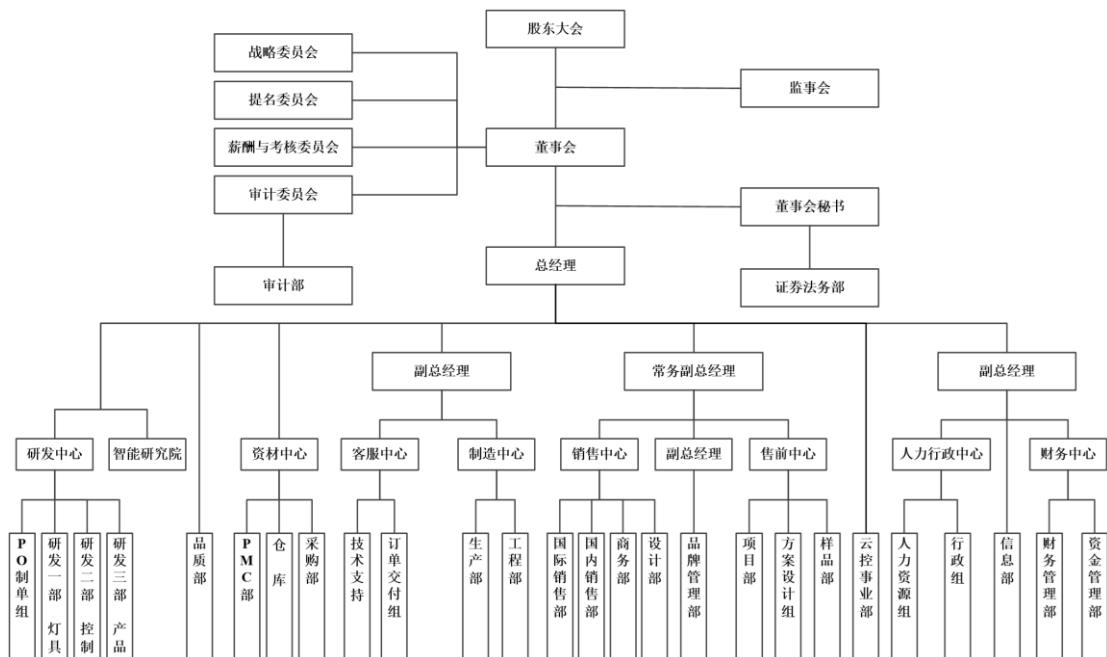 股东大会
战略委员会
监事会
提名委员会
薪酬与考核委员会
董事会
审计委员会
董事会秘书
总经理
审计部
证券法务部
副总经理
常务副总经理
副总经理
研发中心
智能研究院
资材中心
客服中心
制造中心
销售中心
副总经理
售前中心
人力行政中心
财务中心
PO制单组
研发一部 灯具
研发二部 控制
研发三部 产品
品质部
PMC部
仓 库
采购部
技术支持
订单交付组
生产部
工程部
国际销售部
国内销售部
商务部
设计部
品牌管理部
项目部
方案设计组
样品部
云控事业部
人力资源组
行政组
信息部
财务管理部
资金管理部